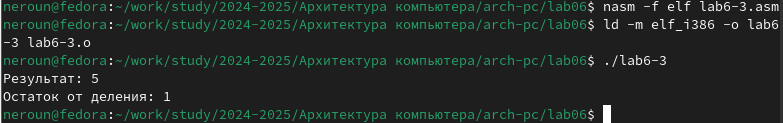 neroun@fedora:~/work/study/2024-2025/Архитектура компьютера/arch-pc/lab06$ nasm -f elf lab6-3.asm
neroun@fedora:~/work/study/2024-2025/Архитектура компьютера/arch-pc/lab06$ ld -m elf_i386 -o lab6
-3 lab6-3.o
neroun@fedora:~/work/study/2024-2025/Архитектура компьютера/arch-pc/lab06$ ./lab6-3
Результат: 5
Остаток от деления: 1
neroun@fedora:~/work/study/2024-2025/Архитектура компьютера/arch-pc/lab06$